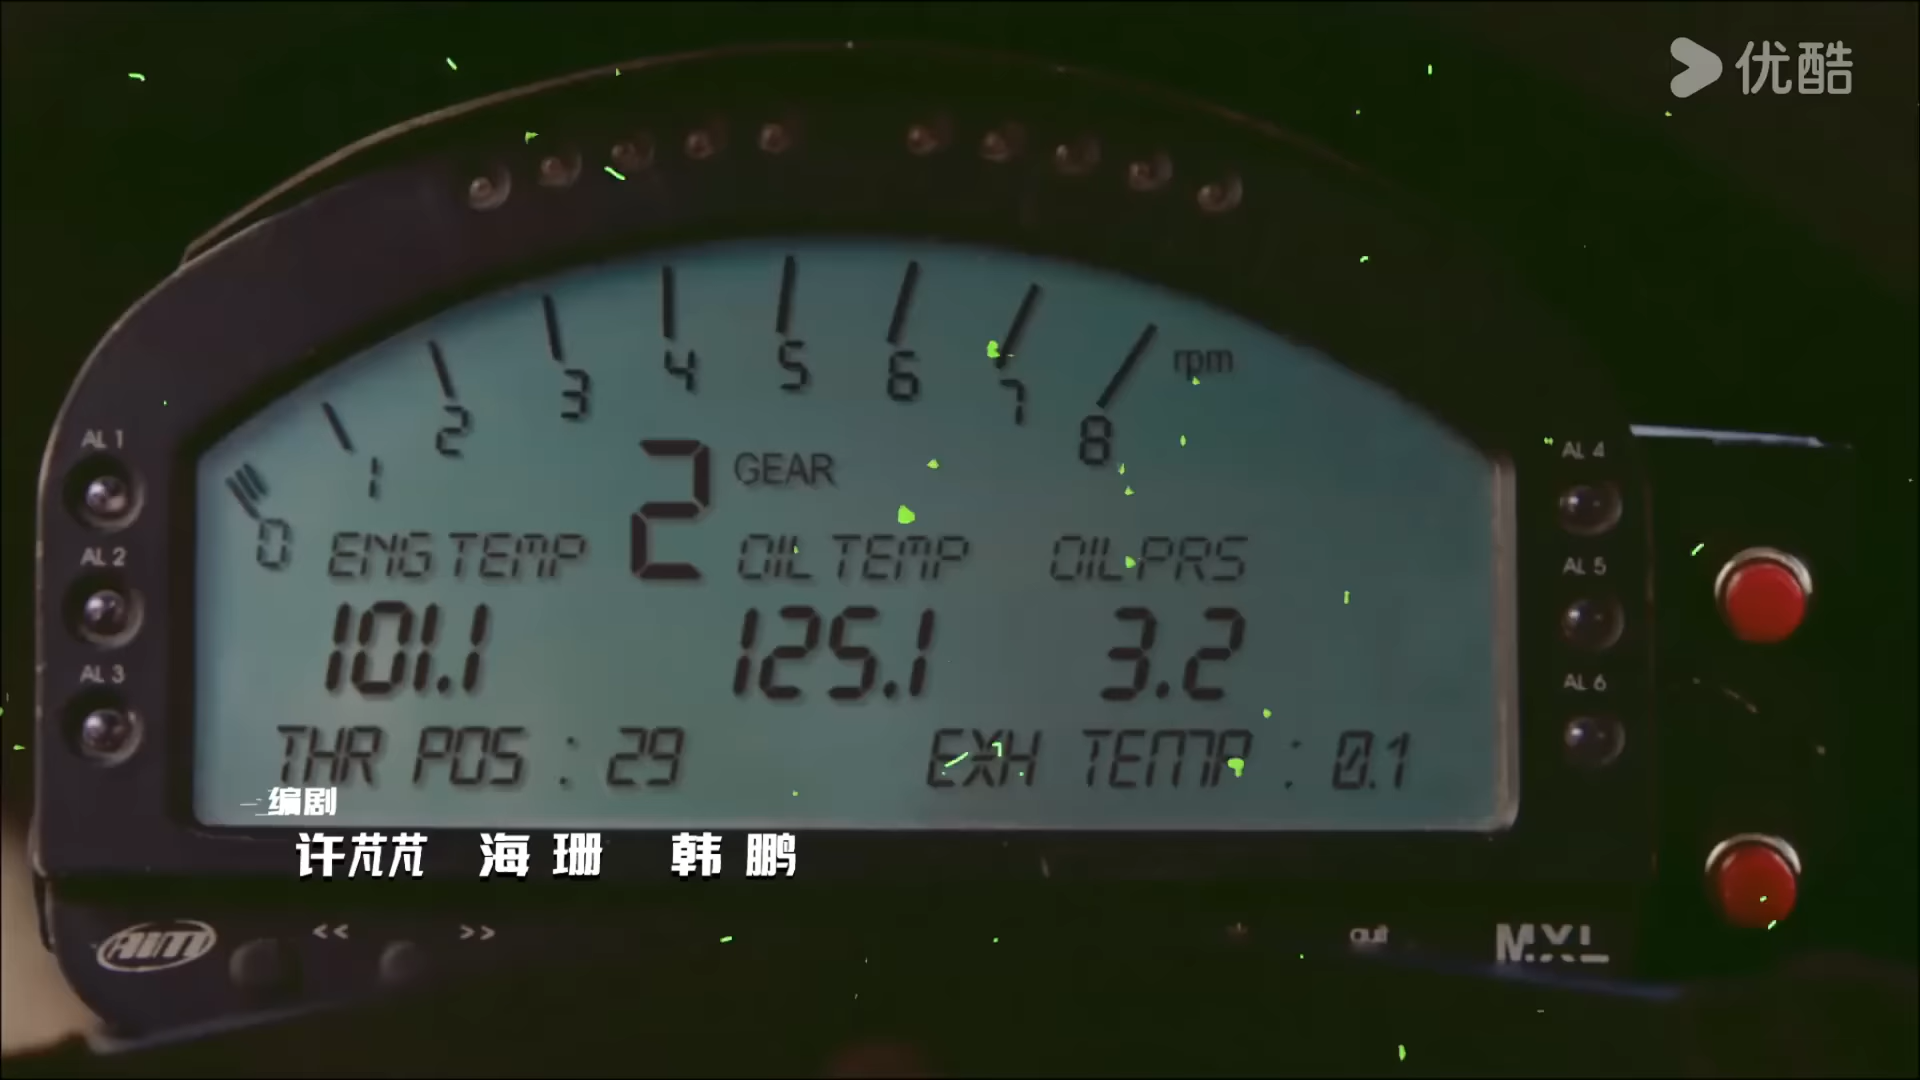 优酷
4 5 6
3 7 rpm
2 8
1
0
2 GEAR
AL 1
AL 2
AL 3
AL 4
AL 5
AL 6
ENG TEMP OIL TEMP OIL PRS
101.1 125.1 3.2
THR POS : 29 EXH TEMP : 0.1
编剧
许芃芃 海珊 韩鹏
AiM << >> quit MXL